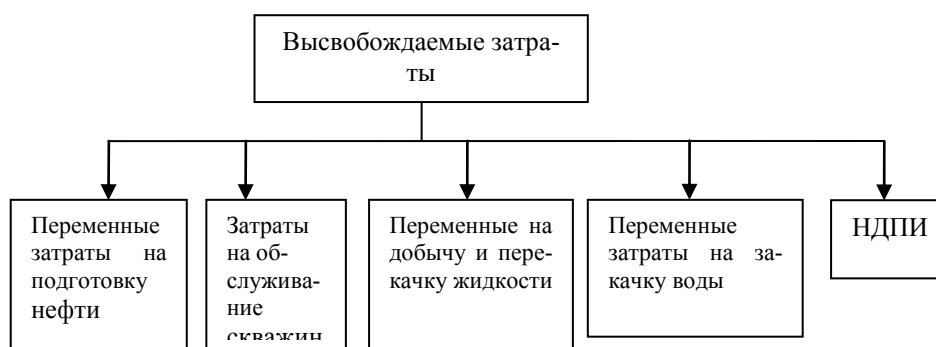 Высвобождаемые затра-
ты
Переменные
затраты на
подготовку
нефти
Затраты
на об-
служива-
ние
скважин
Переменные на
добычу и пере-
качку жидкости
Переменные
затраты на за-
качку воды
НДПИ